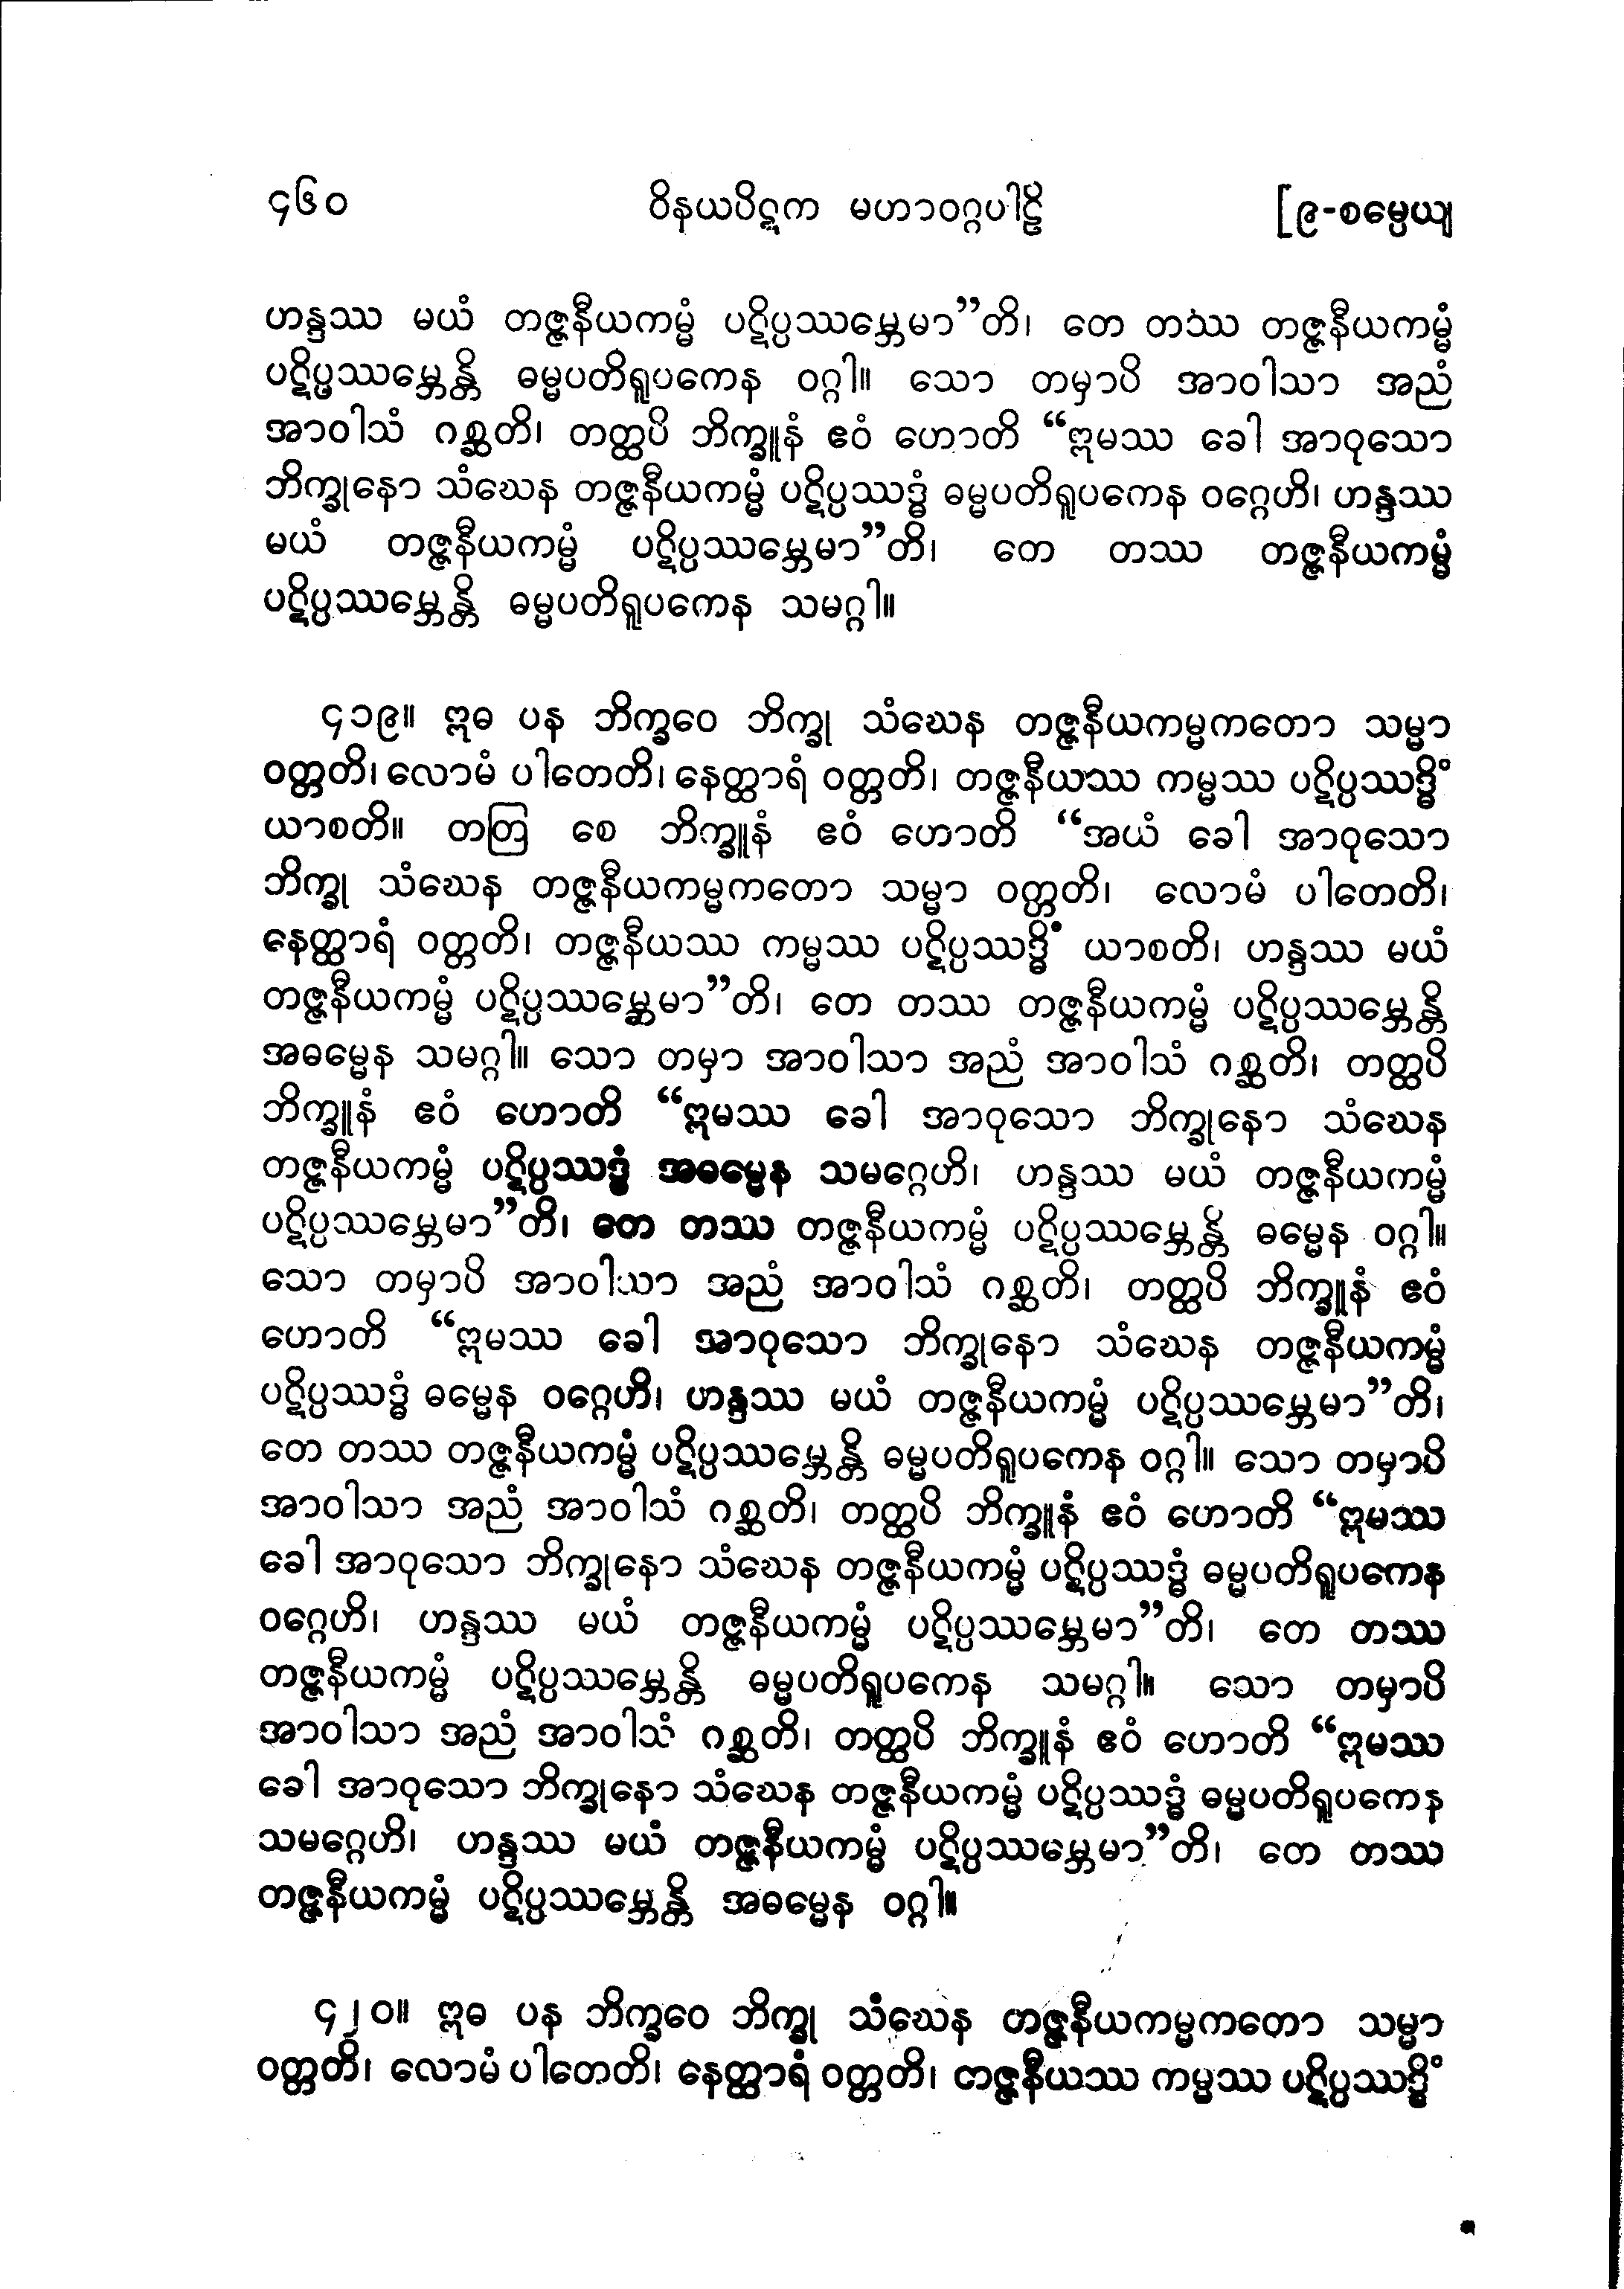 ၄၆၀ ဝိနယပိဋက မဟာဝဂ္ဂပါဠိ [၉-စမ္ပေယျ
ဟန္ဒဿ မယံ တဇ္ဇနီယကမ္မံ ပဋိပ္ပဿမ္ဘေမာ”တိ၊ တေ တဿ တဇ္ဇနီယကမ္မံ
ပဋိပ္ပဿမ္ဘေန္တိ ဓမ္မပတိရူပကေန ဝဂ္ဂါ။ သော တမှာပိ အာဝါသာ အညံ
အာဝါသံ ဂစ္ဆတိ၊ တတ္ထပိ ဘိက္ခူနံ ဧဝံ ဟောတိ “ဣမဿ ခေါ အာဝုသော
ဘိက္ခုနော သံဃေန တဇ္ဇနီယကမ္မံ ပဋိပ္ပဿဒ္ဓံ ဓမ္မပတိရူပကေန ဝဂ္ဂေဟိ၊ ဟန္ဒဿ
မယံ တဇ္ဇနီယကမ္မံ ပဋိပ္ပဿမ္ဘေမာ”တိ၊ တေ တဿ တဇ္ဇနီယကမ္မံ
ပဋိပ္ပဿမ္ဘေန္တိ ဓမ္မပတိရူပကေန သမဂ္ဂါ။
၄၁၉။ ဣဓ ပန ဘိက္ခဝေ ဘိက္ခု သံဃေန တဇ္ဇနီယကမ္မကတော သမ္မာ
ဝတ္တတိ၊ လောမံ ပါတေတိ၊ နေတ္ထာရံ ဝတ္တတိ၊ တဇ္ဇနီယဿ ကမ္မဿ ပဋိပ္ပဿဒ္ဓိံ
ယာစတိ။ တတြ စေ ဘိက္ခူနံ ဧဝံ ဟောတိ “အယံ ခေါ အာဝုသော
ဘိက္ခု သံဃေန တဇ္ဇနီယကမ္မကတော သမ္မာ ဝတ္တတိ၊ လောမံ ပါတေတိ၊
နေတ္ထာရံ ဝတ္တတိ၊ တဇ္ဇနီယဿ ကမ္မဿ ပဋိပ္ပဿဒ္ဓိံ ယာစတိ၊ ဟန္ဒဿ မယံ
တဇ္ဇနီယကမ္မံ ပဋိပ္ပဿမ္ဘေမာ”တိ၊ တေ တဿ တဇ္ဇနီယကမ္မံ ပဋိပ္ပဿမ္ဘေန္တိ
အဓမ္မေန သမဂ္ဂါ။ သော တမှာ အာဝါသာ အညံ အာဝါသံ ဂစ္ဆတိ၊ တတ္ထပိ
ဘိက္ခူနံ ဧဝံ ဟောတိ “ဣမဿ ခေါ အာဝုသော ဘိက္ခုနော သံဃေန
တဇ္ဇနီယကမ္မံ ပဋိပ္ပဿဒ္ဓံ အဓမ္မေန သမဂ္ဂေဟိ၊ ဟန္ဒဿ မယံ တဇ္ဇနီယကမ္မံ
ပဋိပ္ပဿမ္ဘေမာ”တိ၊ တေ တဿ တဇ္ဇနီယကမ္မံ ပဋိပ္ပဿမ္ဘေန္တိ ဓမ္မေန ဝဂ္ဂါ။
သော တမှာပိ အာဝါသာ အညံ အာဝါသံ ဂစ္ဆတိ၊ တတ္ထပိ ဘိက္ခူနံ ဧဝံ
ဟောတိ “ဣမဿ ခေါ အာဝုသော ဘိက္ခုနော သံဃေန တဇ္ဇနီယကမ္မံ
ပဋိပ္ပဿဒ္ဓံ ဓမ္မေန ဝဂ္ဂေဟိ၊ ဟန္ဒဿ မယံ တဇ္ဇနီယကမ္မံ ပဋိပ္ပဿမ္ဘေမာ”တိ၊
တေ တဿ တဇ္ဇနီယကမ္မံ ပဋိပ္ပဿမ္ဘေန္တိ ဓမ္မပတိရူပကေန ဝဂ္ဂါ။ သော တမှာပိ
အာဝါသာ အညံ အာဝါသံ ဂစ္ဆတိ၊ တတ္ထပိ ဘိက္ခူနံ ဧဝံ ဟောတိ “ဣမဿ
ခေါ အာဝုသော ဘိက္ခုနော သံဃေန တဇ္ဇနီယကမ္မံ ပဋိပ္ပဿဒ္ဓံ ဓမ္မပတိရူပကေန
ဝဂ္ဂေဟိ၊ ဟန္ဒဿ မယံ တဇ္ဇနီယကမ္မံ ပဋိပ္ပဿမ္ဘေမာ”တိ၊ တေ တဿ
တဇ္ဇနီယကမ္မံ ပဋိပ္ပဿမ္ဘေန္တိ ဓမ္မပတိရူပကေန သမဂ္ဂါ။ သော တမှာပိ
အာဝါသာ အညံ အာဝါသံ ဂစ္ဆတိ၊ တတ္ထပိ ဘိက္ခူနံ ဧဝံ ဟောတိ “ဣမဿ
ခေါ အာဝုသော ဘိက္ခုနော သံဃေန တဇ္ဇနီယကမ္မံ ပဋိပ္ပဿဒ္ဓံ ဓမ္မပတိရူပကေန
သမဂ္ဂေဟိ၊ ဟန္ဒဿ မယံ တဇ္ဇနီယကမ္မံ ပဋိပ္ပဿမ္ဘေမာ”တိ၊ တေ တဿ
တဇ္ဇနီယကမ္မံ ပဋိပ္ပဿမ္ဘေန္တိ အဓမ္မေန ဝဂ္ဂါ။
၄၂၀။ ဣဓ ပန ဘိက္ခဝေ ဘိက္ခု သံဃေန တဇ္ဇနီယကမ္မကတော သမ္မာ
ဝတ္တတိ၊ လောမံ ပါတေတိ၊ နေတ္ထာရံ ဝတ္တတိ၊ တဇ္ဇနီယဿ ကမ္မဿ ပဋိပ္ပဿဒ္ဓိံ